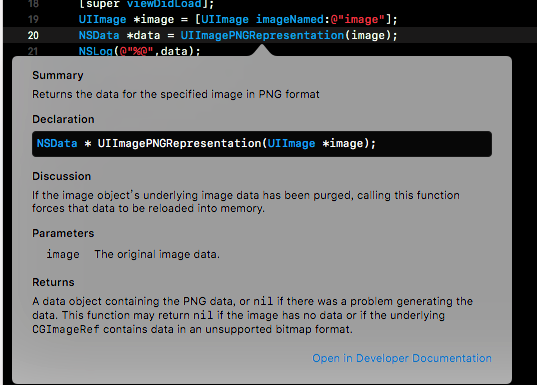 18 [super viewDidLoad];
19 UIImage *image = [UIImage imageNamed:@"image"];
20 NSData *data = UIImagePNGRepresentation(image);
21 NSLog(@"%@",data);
Summary
Returns the data for the specified image in PNG format
Declaration
NSData * UIImagePNGRepresentation(UIImage *image);
Discussion
If the image object's underlying image data has been purged, calling this function
forces that data to be reloaded into memory.
Parameters
image The original image data.
Returns
A data object containing the PNG data, or nil if there was a problem generating the
data. This function may return nil if the image has no data or if the underlying
CGImageRef contains data in an unsupported bitmap format.
Open in Developer Documentation